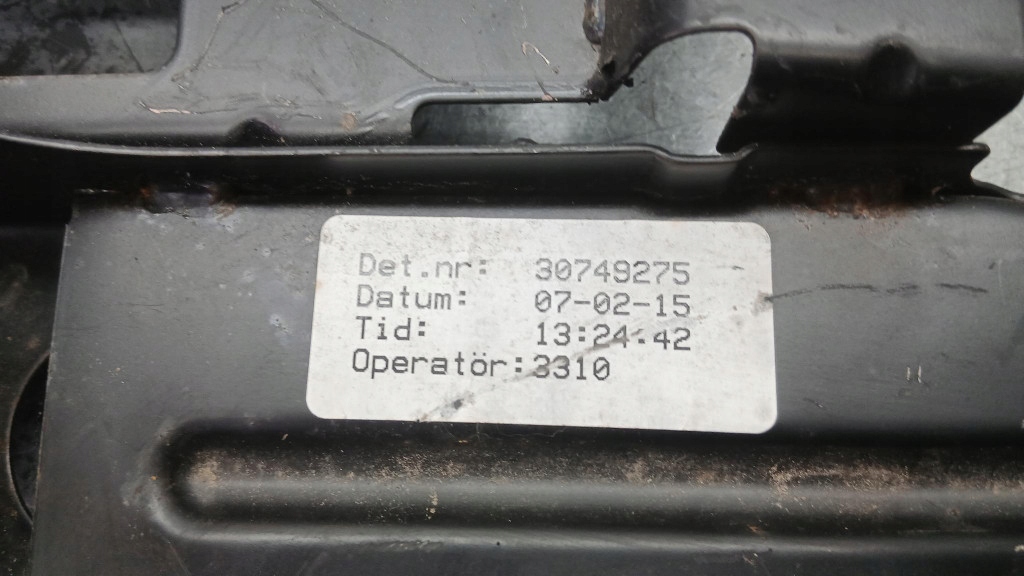 Det.nr: 30749275
Datum: 07-02-15
Tid: 13:24:42
Operatör:3310